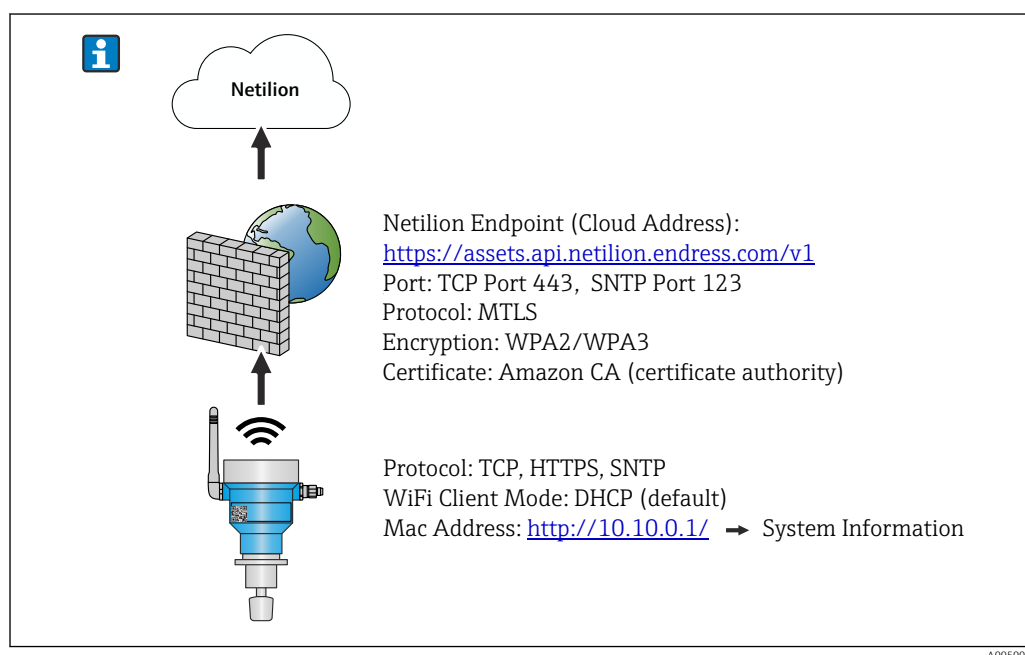 Netilion
Netilion Endpoint (Cloud Address):
https://assets.api.netilion.endress.com/v1
Port: TCP Port 443, SNTP Port 123
Protocol: MTLS
Encryption: WPA2/WPA3
Certificate: Amazon CA (certificate authority)
Protocol: TCP, HTTPS, SNTP
WiFi Client Mode: DHCP (default)
Mac Address: http://10.10.0.1/ → System Information